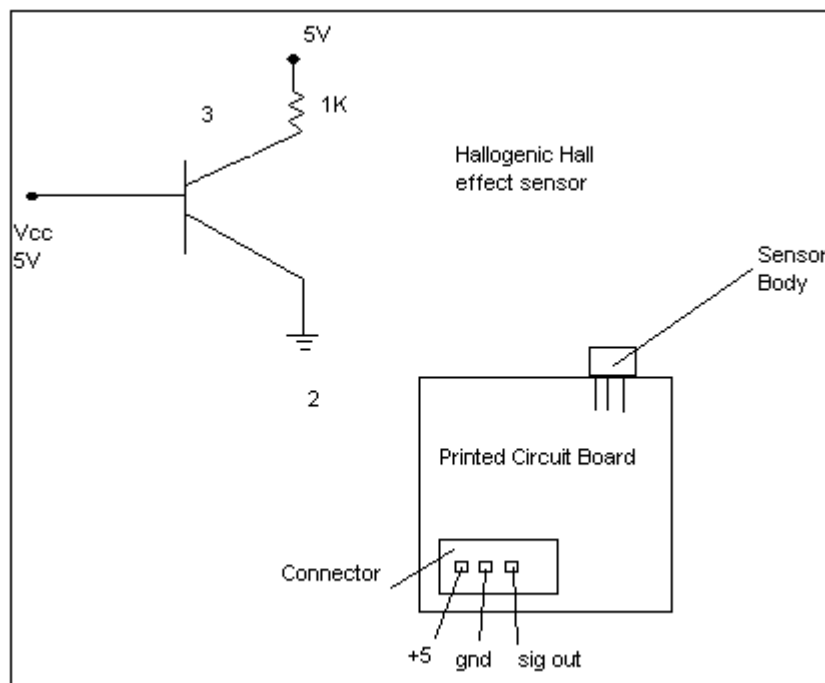 5V
1K
3
Hallogenic Hall
effect sensor
Vcc
5V
Sensor
Body
2
Printed Circuit Board
Connector
+5
gnd
sig out